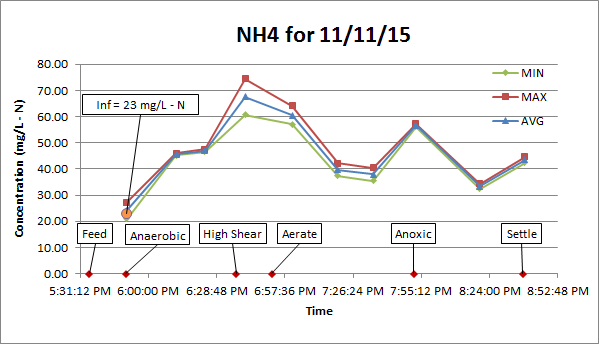 NH4 for 11/11/15
80.00
70.00
60.00
50.00
40.00
30.00
20.00
10.00
0.00
Concentration (mg/L - N)
MIN
MAX
AVG
Inf = 23 mg/L - N
Feed
Anaerobic
High Shear
Aerate
Anoxic
Settle
5:31:12 PM 6:00:00 PM 6:28:48 PM 6:57:36 PM 7:26:24 PM 7:55:12 PM 8:24:00 PM 8:52:48 PM
Time